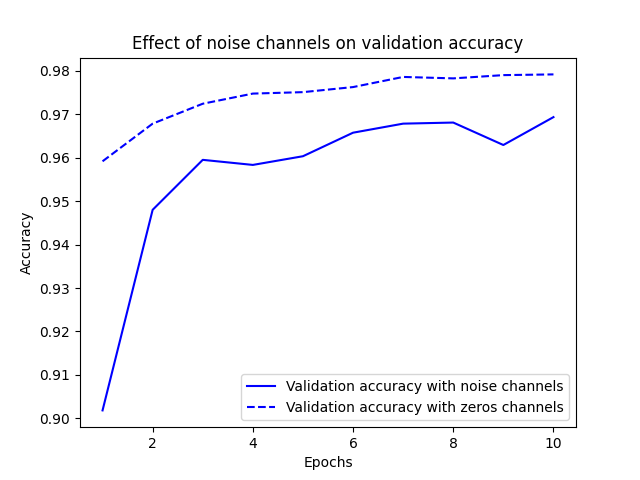 Effect of noise channels on validation accuracy
0.98
0.97
0.96
0.95
0.94
0.93
0.92
0.91
0.90
Accuracy
Validation accuracy with noise channels
Validation accuracy with zeros channels
2 4 6 8 10
Epochs